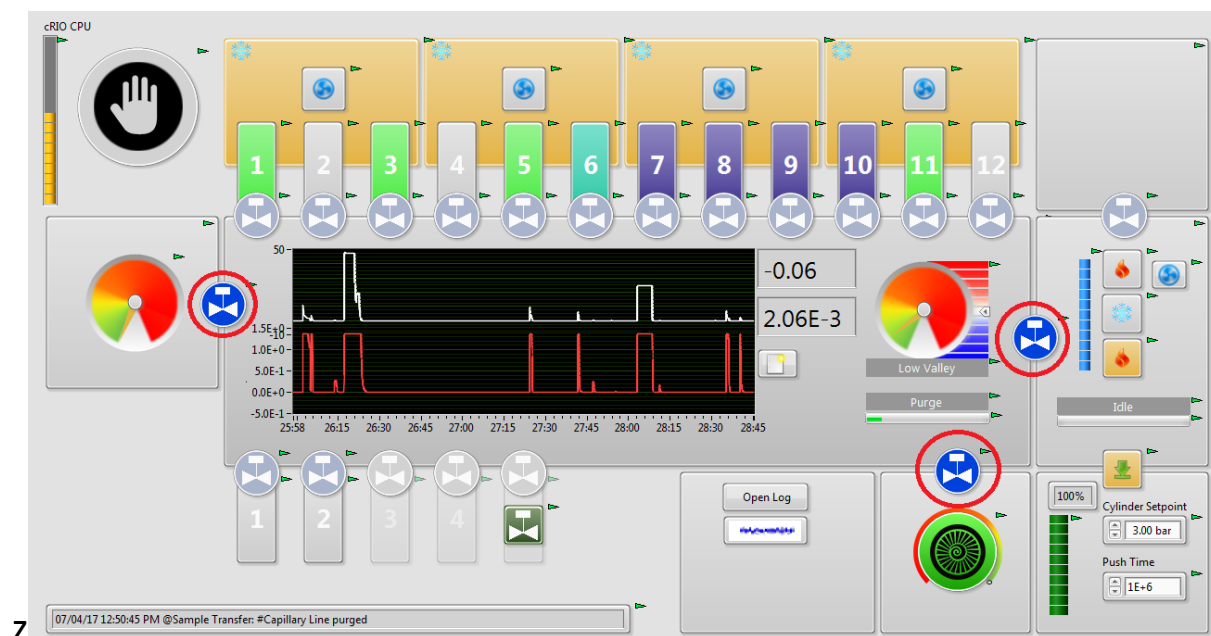 cRIO CPU
1 2 3 4 5 6 7 8 9 10 11 12
50
-10
1.5E+0
1.0E+0
5.0E-1
0.0E+0
-5.0E-1
25:58 26:15 26:30 26:45 27:00 27:15 27:30 27:45 28:00 28:15 28:30 28:45
-0.06
2.06E-3
Low Valley
Purge
Idle
1 2 3 4
Open Log
100%
Cylinder Setpoint
3.00 bar
Push Time
1E+6
07/04/17 12:50:45 PM @Sample Transfer: #Capillary Line purged
7